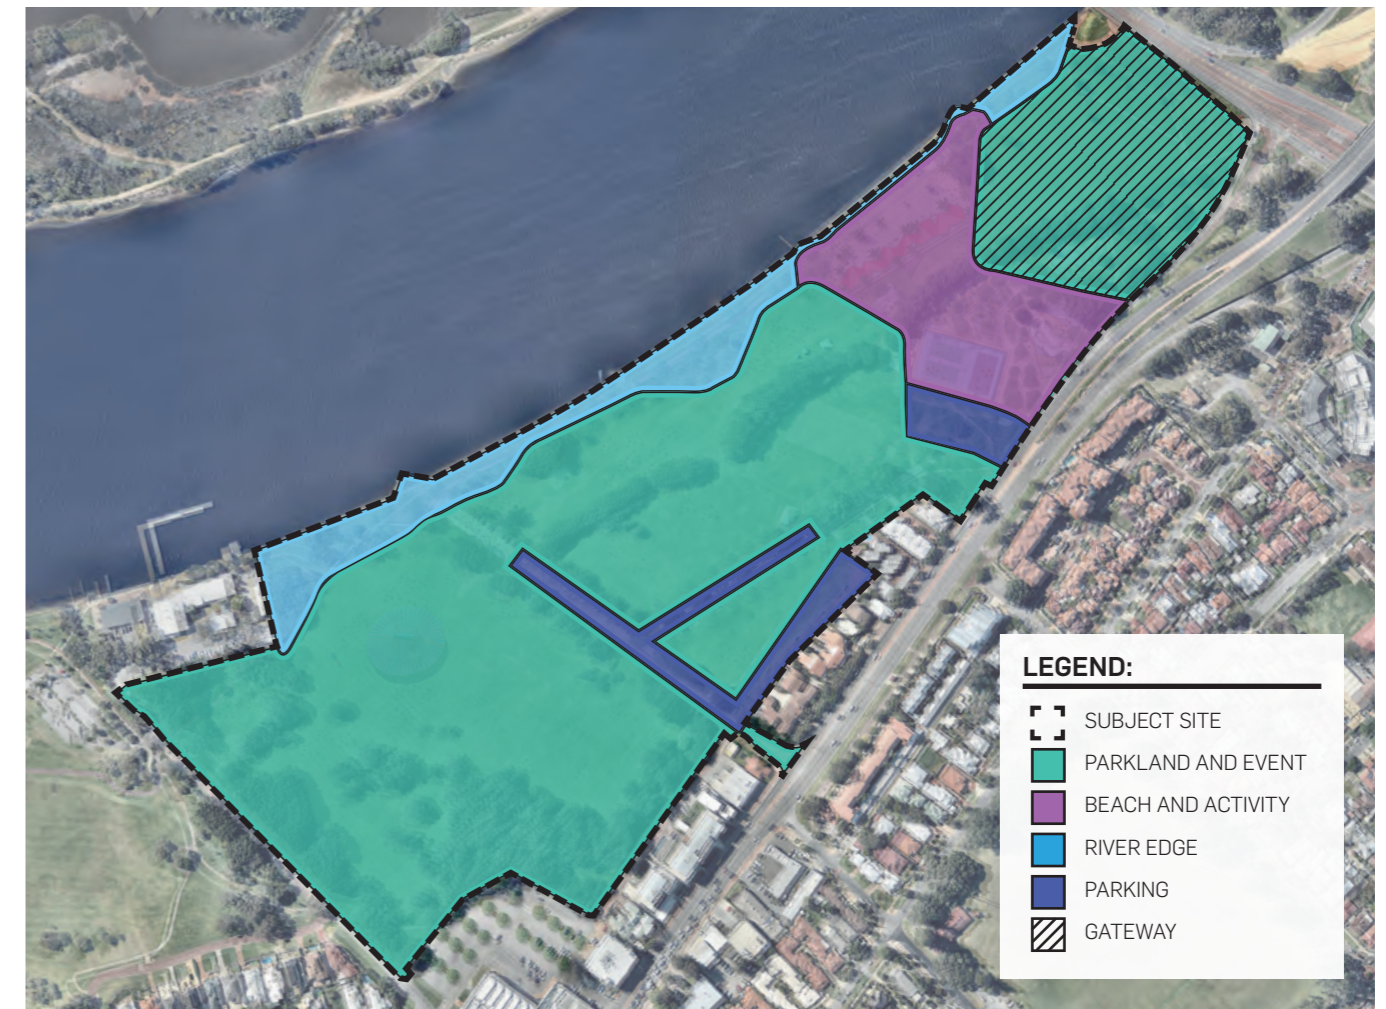 LEGEND:
SUBJECT SITE
PARKLAND AND EVENT
BEACH AND ACTIVITY
RIVER EDGE
PARKING
GATEWAY